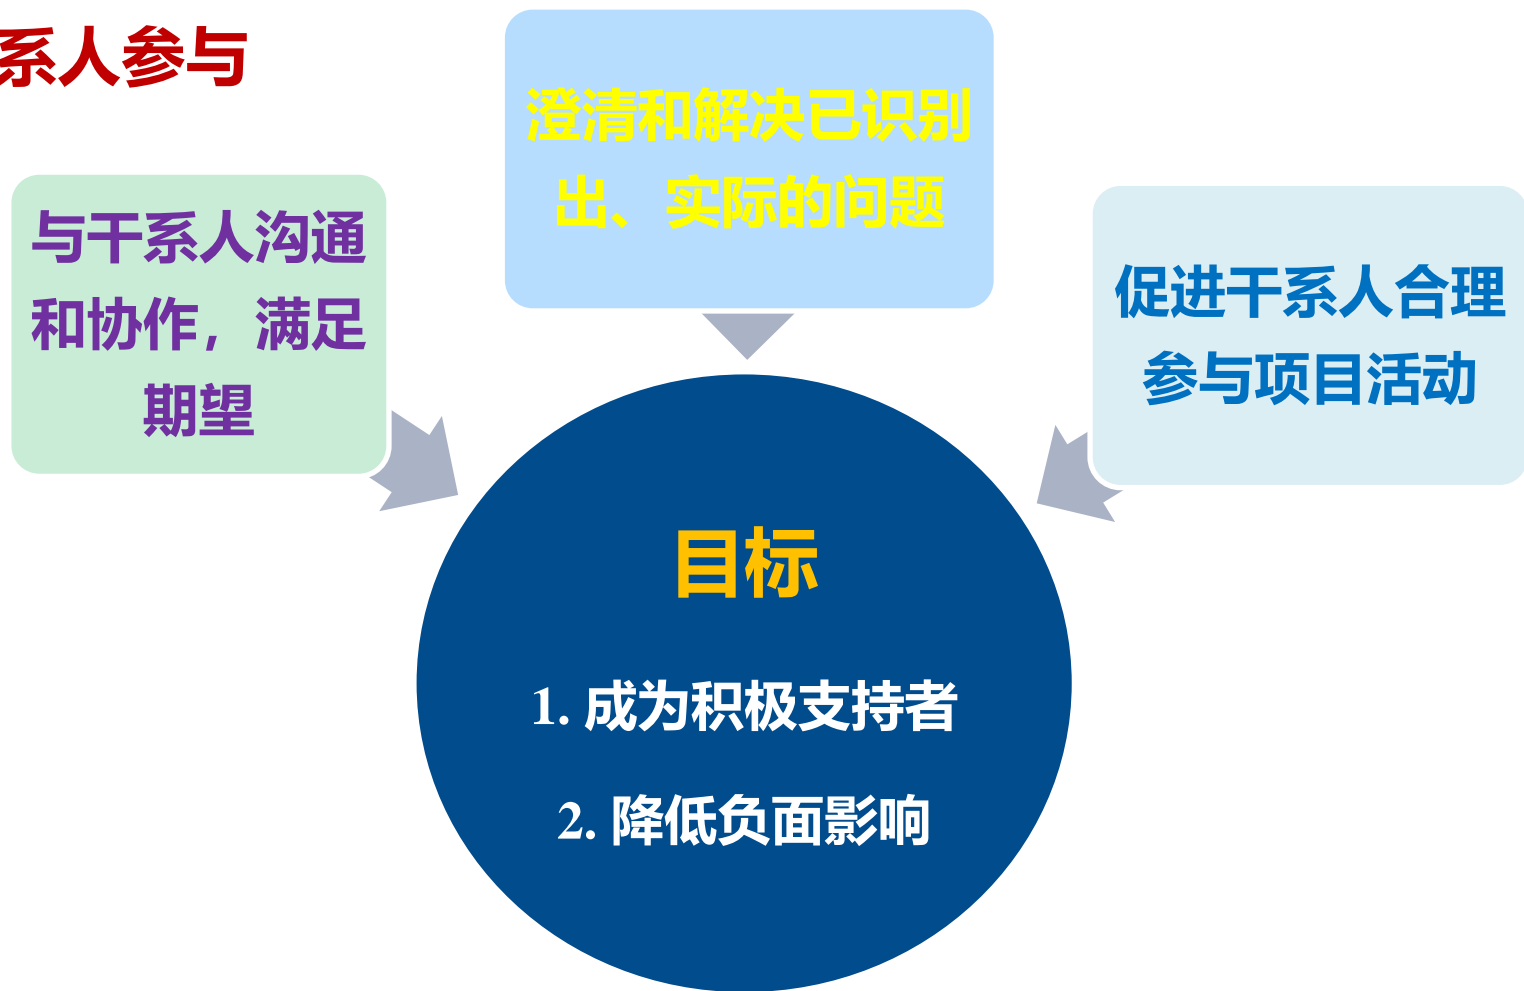 系人参与
澄清和解决已识别
出、实际的问题
与干系人沟通
和协作，满足
期望
促进干系人合理
参与项目活动
目标
1. 成为积极支持者
2. 降低负面影响